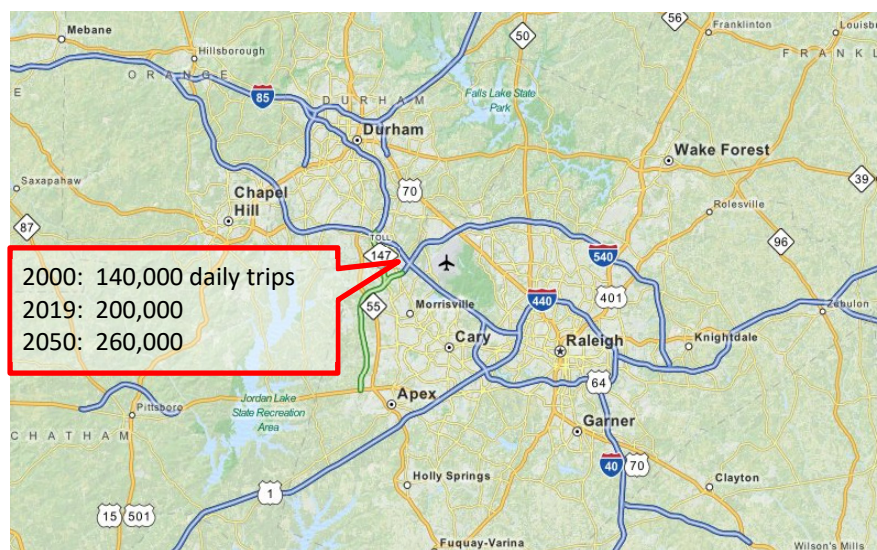 56
Franklinton
Louisbu
Mebane
50
Hillsborough
FRANKL
ORANGE
85
DURHAM
Falls Lake State
Park
Durham
Wake Forest
Saxapahaw
70
39
Chapel
Hill
Rolesville
87
TOLL
147
96
540
2000: 140,000 daily trips
2019: 200,000
2050: 260,000
55
Morrisville
440
401
Zebulon
Cary
Raleigh
Knightdale
64
Jordan Lake
State Recreation
Area
Apex
Pittsboro
Garner
CHATHAM
40
70
Clayton
Holly Springs
1
15
501
Fuquay-Varina
Wilson's Mills